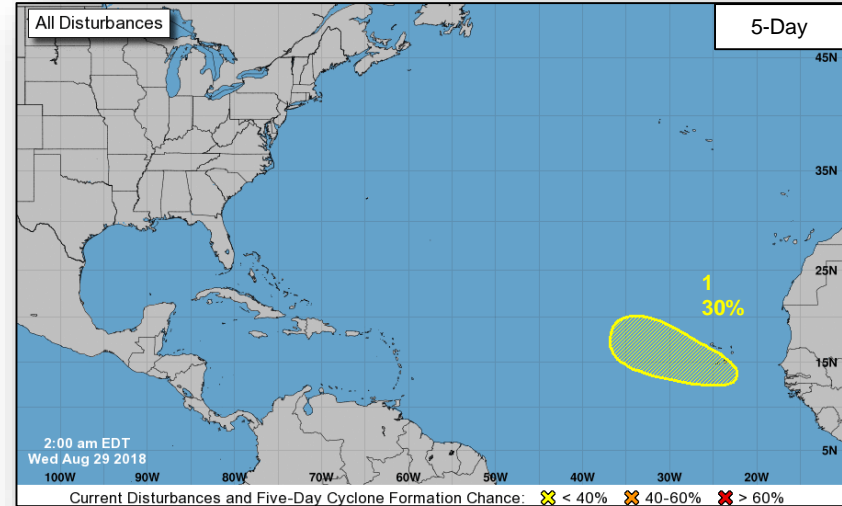 All Disturbances
5-Day
45N
35N
25N
1
30%
15N
2:00 am EDT
Wed Aug 29 2018
5N
100W 90W 80W 70W 60W 50W 40W 30W 20W
Current Disturbances and Five-Day Cyclone Formation Chance: < 40% 40-60% > 60%